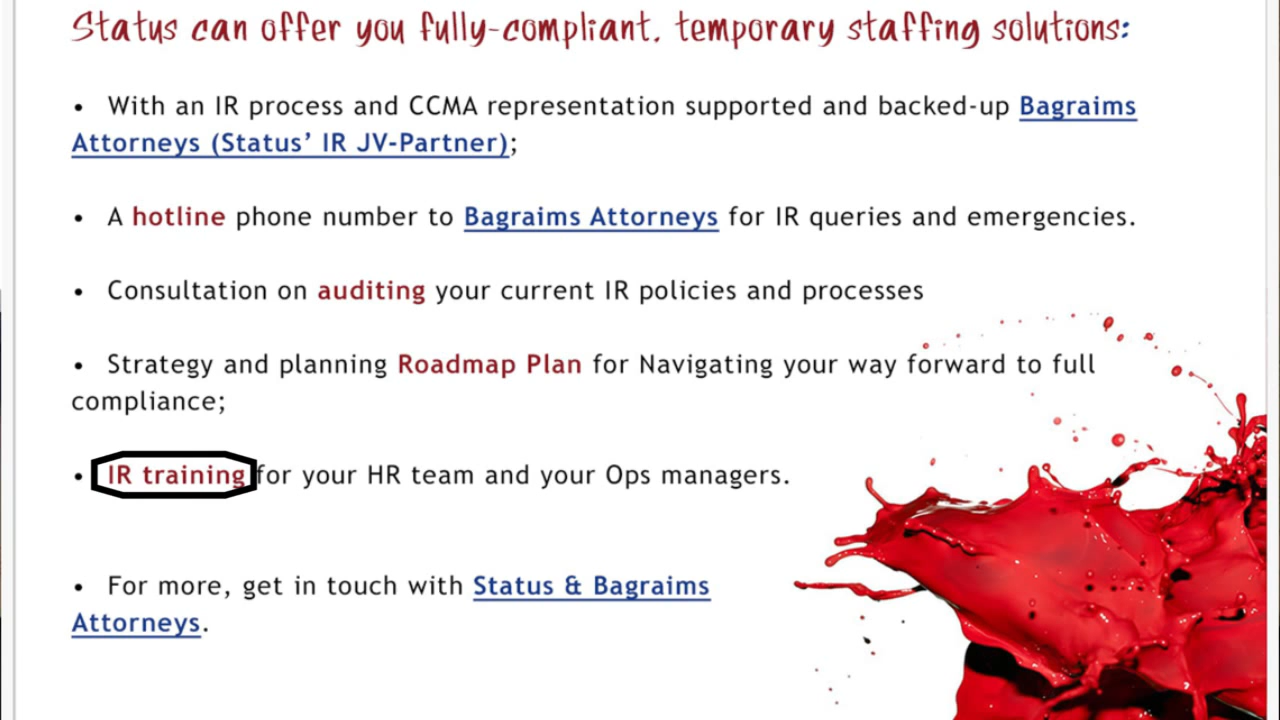 Status can offer you fully-compliant. temporary staffing solutions:
• With an IR process and CCMA representation supported and backed-up Bagraims
Attorneys (Status’ IR JV-Partner);
• A hotline phone number to Bagraims Attorneys for IR queries and emergencies.
• Consultation on auditing your current IR policies and processes
• Strategy and planning Roadmap Plan for Navigating your way forward to full
compliance;
• IR training for your HR team and your Ops managers.
• For more, get in touch with Status & Bagraims
Attorneys.